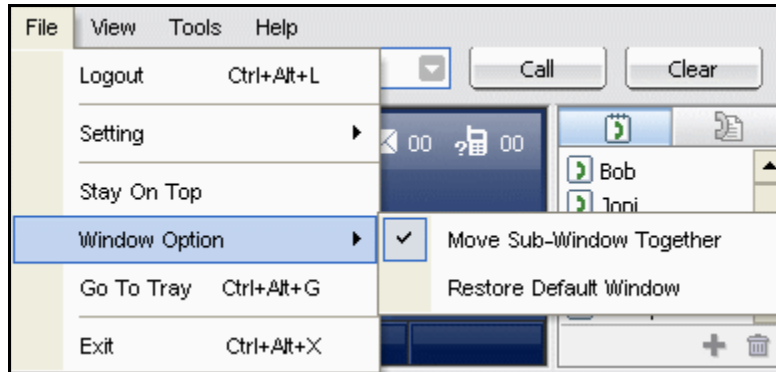 File View Tools Help
Logout Ctrl+Alt+L
Call Clear
Setting
00 00
Stay On Top
Bob
Joni
Window Option
Move Sub-Window Together
Go To Tray Ctrl+Alt+G
Restore Default Window
Exit Ctrl+Alt+X